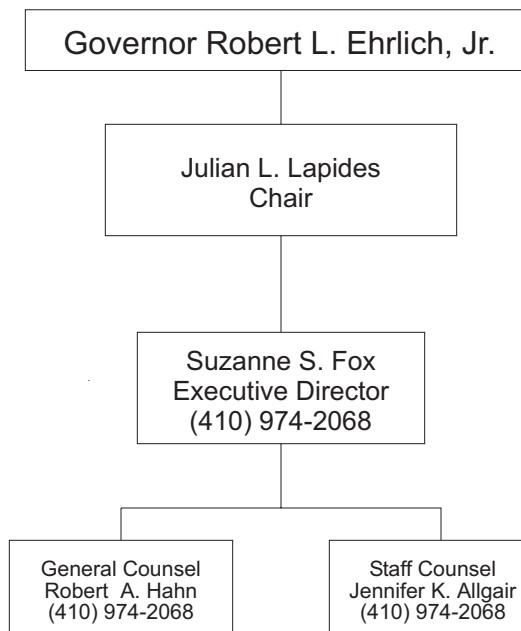 Governor Robert L. Ehrlich, Jr.
Julian L. Lapides
Chair
Suzanne S. Fox
Executive Director
(410) 974-2068
General Counsel
Robert A. Hahn
(410) 974-2068
Staff Counsel
Jennifer K. Allgair
(410) 974-2068